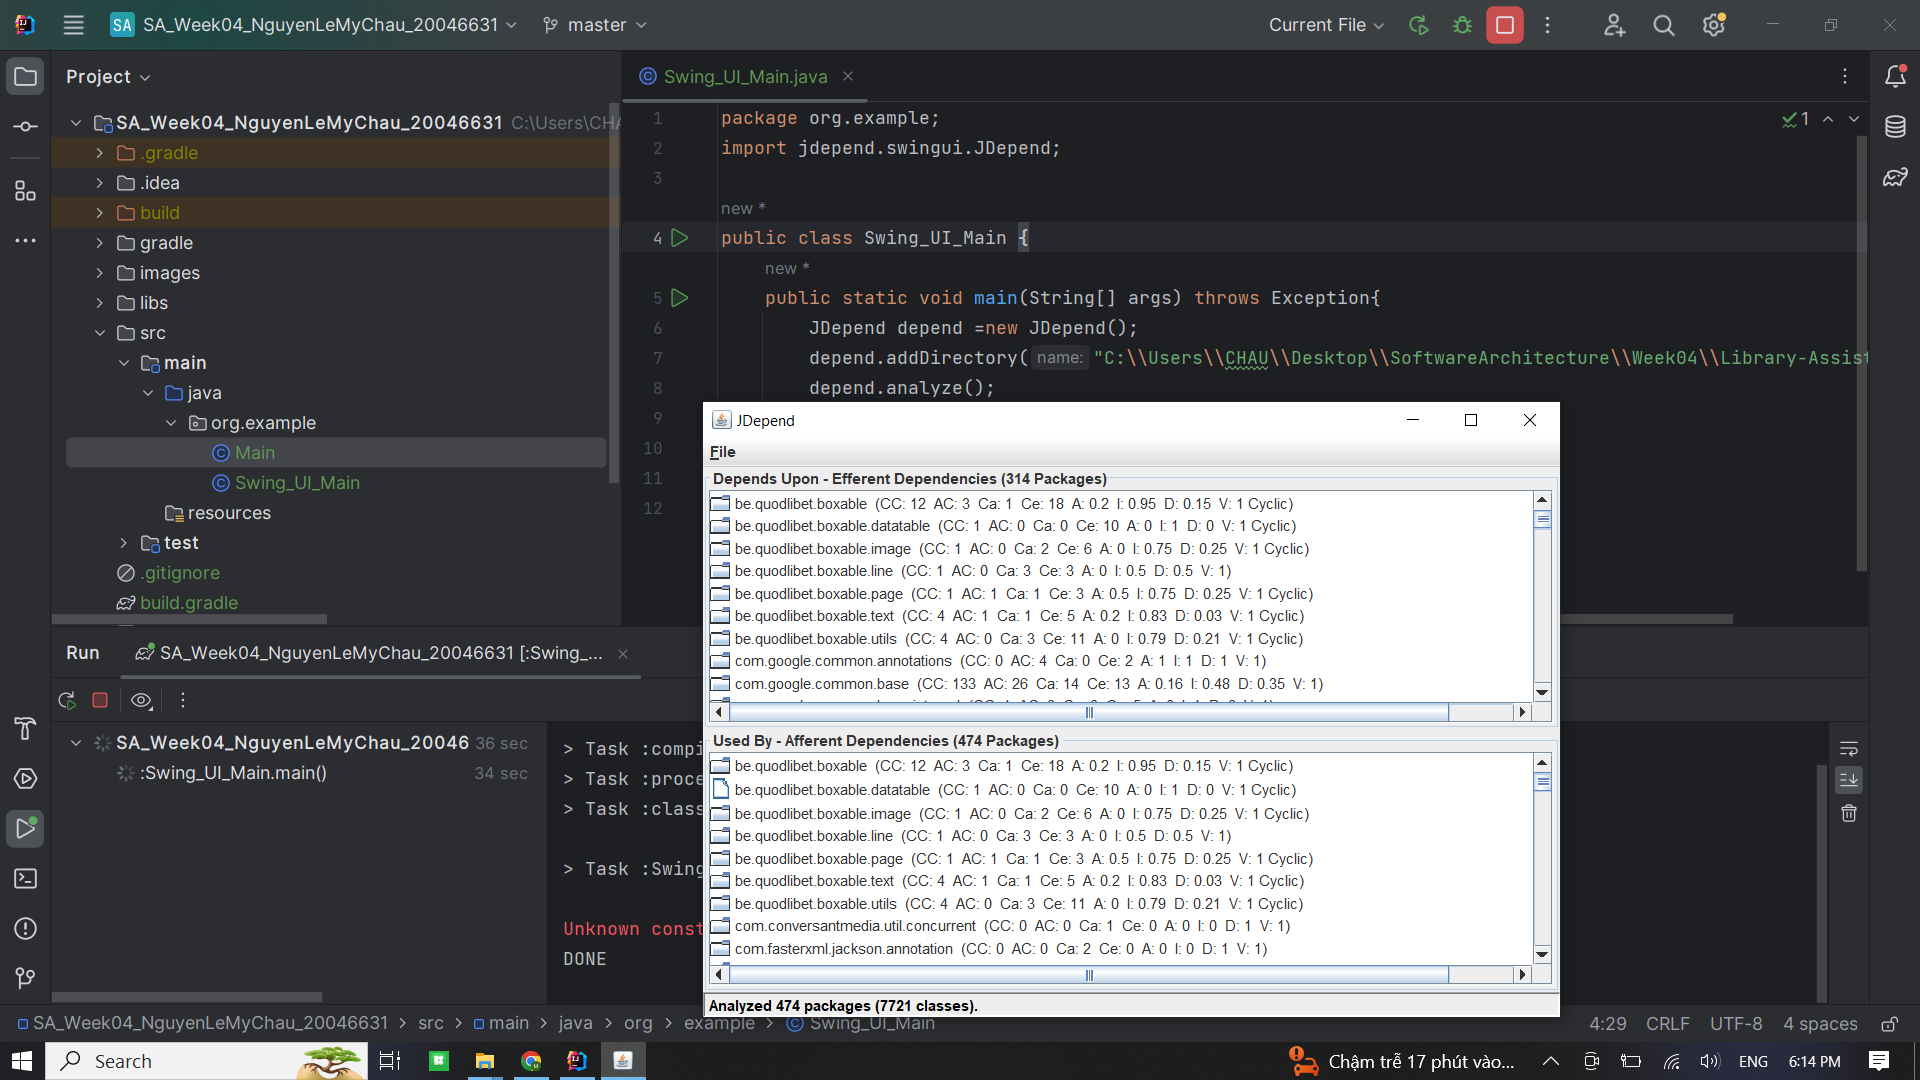 SA SA_Week04_NguyenLeMyChau_20046631 master Current File
Project
Swing_UI_Main.java
SA_Week04_NguyenLeMyChau_20046631 C:\Users\CHA
.gradle
.idea
build
gradle
images
libs
src
main
java
org.example
Main
Swing_UI_Main
resources
test
.gitignore
build.gradle
1 package org.example;
2 import jdepend.swingui.JDepend;
3
new *
4 public class Swing_UI_Main {
new *
5 public static void main(String[] args) throws Exception{
6 JDepend depend =new JDepend();
7 depend.addDirectory( name: "C:\\Users\\CHAU\\Desktop\\SoftwareArchitecture\\Week04\\Library-Assist
8 depend.analyze();
9
10
11
12
1
JDepend
File
Depends Upon - Efferent Dependencies (314 Packages)
be.quodlibet.boxable (CC: 12 AC: 3 Ca: 1 Ce: 18 A: 0.2 I: 0.95 D: 0.15 V: 1 Cyclic)
be.quodlibet.boxable.datatable (CC: 1 AC: 0 Ca: 0 Ce: 10 A: 0 I: 1 D: 0 V: 1 Cyclic)
be.quodlibet.boxable.image (CC: 1 AC: 0 Ca: 2 Ce: 6 A: 0 I: 0.75 D: 0.25 V: 1 Cyclic)
be.quodlibet.boxable.line (CC: 1 AC: 0 Ca: 3 Ce: 3 A: 0 I: 0.5 D: 0.5 V: 1)
be.quodlibet.boxable.page (CC: 1 AC: 1 Ca: 1 Ce: 3 A: 0.5 I: 0.75 D: 0.25 V: 1 Cyclic)
be.quodlibet.boxable.text (CC: 4 AC: 1 Ca: 1 Ce: 5 A: 0.2 I: 0.83 D: 0.03 V: 1 Cyclic)
be.quodlibet.boxable.utils (CC: 4 AC: 0 Ca: 3 Ce: 11 A: 0 I: 0.79 D: 0.21 V: 1 Cyclic)
com.google.common.annotations (CC: 0 AC: 4 Ca: 0 Ce: 2 A: 1 I: 1 D: 1 V: 1)
com.google.common.base (CC: 133 AC: 26 Ca: 14 Ce: 13 A: 0.16 I: 0.48 D: 0.35 V: 1)
Used By - Afferent Dependencies (474 Packages)
be.quodlibet.boxable (CC: 12 AC: 3 Ca: 1 Ce: 18 A: 0.2 I: 0.95 D: 0.15 V: 1 Cyclic)
be.quodlibet.boxable.datatable (CC: 1 AC: 0 Ca: 0 Ce: 10 A: 0 I: 1 D: 0 V: 1 Cyclic)
be.quodlibet.boxable.image (CC: 1 AC: 0 Ca: 2 Ce: 6 A: 0 I: 0.75 D: 0.25 V: 1 Cyclic)
be.quodlibet.boxable.line (CC: 1 AC: 0 Ca: 3 Ce: 3 A: 0 I: 0.5 D: 0.5 V: 1)
be.quodlibet.boxable.page (CC: 1 AC: 1 Ca: 1 Ce: 3 A: 0.5 I: 0.75 D: 0.25 V: 1 Cyclic)
be.quodlibet.boxable.text (CC: 4 AC: 1 Ca: 1 Ce: 5 A: 0.2 I: 0.83 D: 0.03 V: 1 Cyclic)
be.quodlibet.boxable.utils (CC: 4 AC: 0 Ca: 3 Ce: 11 A: 0 I: 0.79 D: 0.21 V: 1 Cyclic)
com.conversantmedia.util.concurrent (CC: 0 AC: 0 Ca: 1 Ce: 0 A: 0 I: 0 D: 1 V: 1)
com.fasterxml.jackson.annotation (CC: 0 AC: 0 Ca: 2 Ce: 0 A: 0 I: 0 D: 1 V: 1)
Analyzed 474 packages (7721 classes).
Run SA_Week04_NguyenLeMyChau_20046631 [:Swing_...
SA_Week04_NguyenLeMyChau_20046 36 sec
:Swing_UI_Main.main() 34 sec
> Task :compi
> Task :proce
> Task :class
> Task :Swing
Unknown const
DONE
SA_Week04_NguyenLeMyChau_20046631 > src > main > java > org > example > Swing_UI_Main 4:29 CRLF UTF-8 4 spaces
Search Chậm trễ 17 phút vào... ENG 6:14 PM